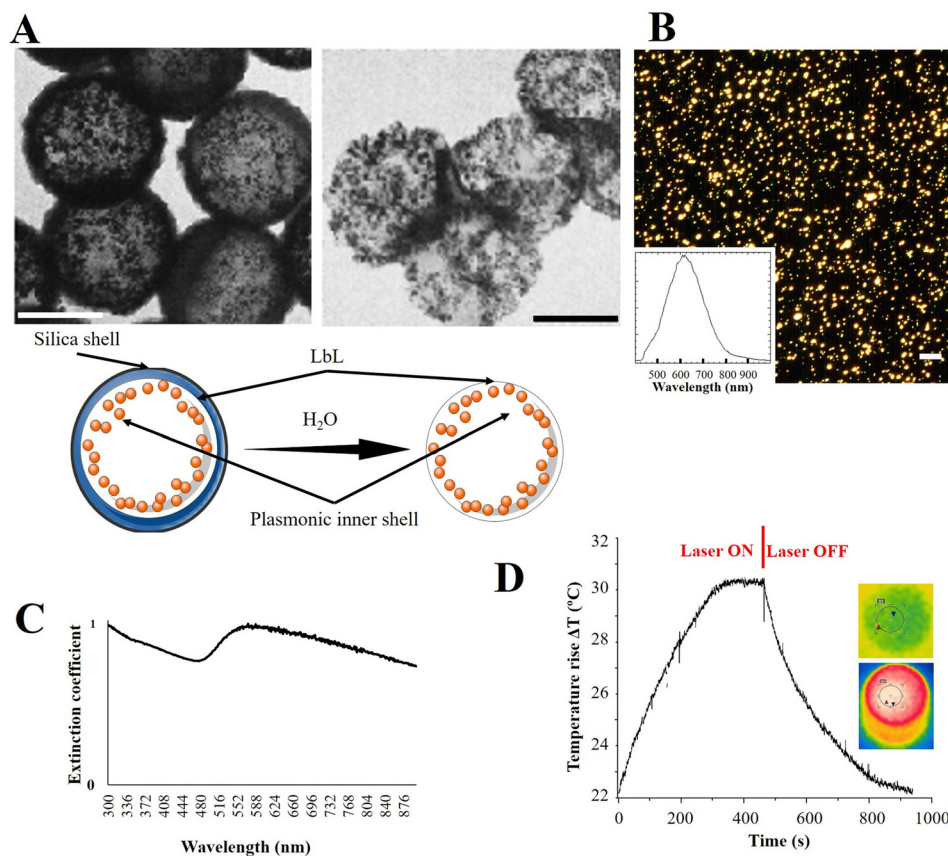 A
B
400 500 600 700 800 900
Wavelength (nm)
Silica shell
LbL
H₂O
Plasmonic inner shell
C
Extinction coefficient
1
0
300 336 372 408 444 480 516 552 588 624 660 696 732 768 804 840 876
Wavelength (nm)
D
Laser ON Laser OFF
Temperature rise ΔT (ºC)
32
30
28
26
24
22
0 200 400 600 800 1000
Time (s)